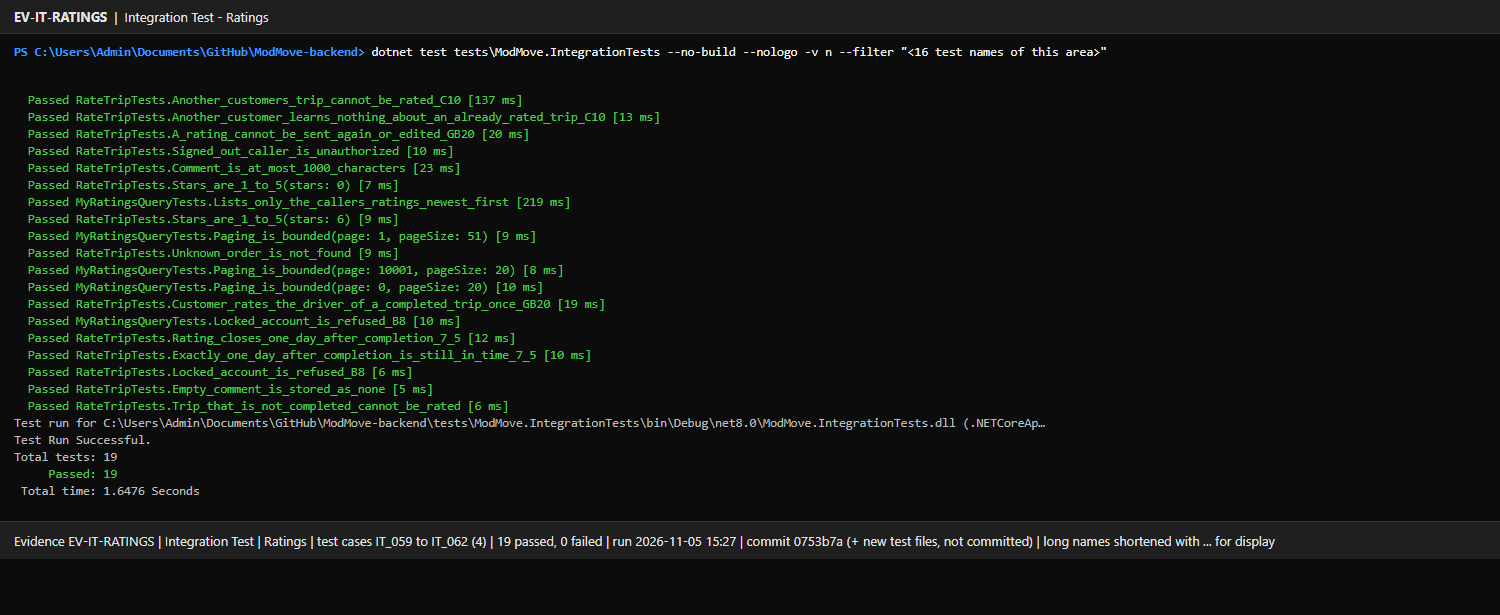 EV-IT-RATINGS | Integration Test - Ratings
PS C:\Users\Admin\Documents\GitHub\ModMove-backend> dotnet test tests\ModMove.IntegrationTests --no-build --nologo -v n --filter "<16 test names of this area>"
Passed RateTripTests.Another_customers_trip_cannot_be_rated_C10 [137 ms]
Passed RateTripTests.Another_customer_learns_nothing_about_an_already_rated_trip_C10 [13 ms]
Passed RateTripTests.A_rating_cannot_be_sent_again_or_edited_GB20 [20 ms]
Passed RateTripTests.Signed_out_caller_is_unauthorized [10 ms]
Passed RateTripTests.Comment_is_at_most_1000_characters [23 ms]
Passed RateTripTests.Stars_are_1_to_5(stars: 0) [7 ms]
Passed MyRatingsQueryTests.Lists_only_the_callers_ratings_newest_first [219 ms]
Passed RateTripTests.Stars_are_1_to_5(stars: 6) [9 ms]
Passed MyRatingsQueryTests.Paging_is_bounded(page: 1, pageSize: 51) [9 ms]
Passed RateTripTests.Unknown_order_is_not_found [9 ms]
Passed MyRatingsQueryTests.Paging_is_bounded(page: 10001, pageSize: 20) [8 ms]
Passed MyRatingsQueryTests.Paging_is_bounded(page: 0, pageSize: 20) [10 ms]
Passed RateTripTests.Customer_rates_the_driver_of_a_completed_trip_once_GB20 [19 ms]
Passed MyRatingsQueryTests.Locked_account_is_refused_B8 [10 ms]
Passed RateTripTests.Rating_closes_one_day_after_completion_7_5 [12 ms]
Passed RateTripTests.Exactly_one_day_after_completion_is_still_in_time_7_5 [10 ms]
Passed RateTripTests.Locked_account_is_refused_B8 [6 ms]
Passed RateTripTests.Empty_comment_is_stored_as_none [5 ms]
Passed RateTripTests.Trip_that_is_not_completed_cannot_be_rated [6 ms]
Test run for C:\Users\Admin\Documents\GitHub\ModMove-backend\tests\ModMove.IntegrationTests\bin\Debug\net8.0\ModMove.IntegrationTests.dll (.NETCoreAp…
Test Run Successful.
Total tests: 19
Passed: 19
Total time: 1.6476 Seconds
Evidence EV-IT-RATINGS | Integration Test | Ratings | test cases IT_059 to IT_062 (4) | 19 passed, 0 failed | run 2026-11-05 15:27 | commit 0753b7a (+ new test files, not committed) | long names shortened with ... for display